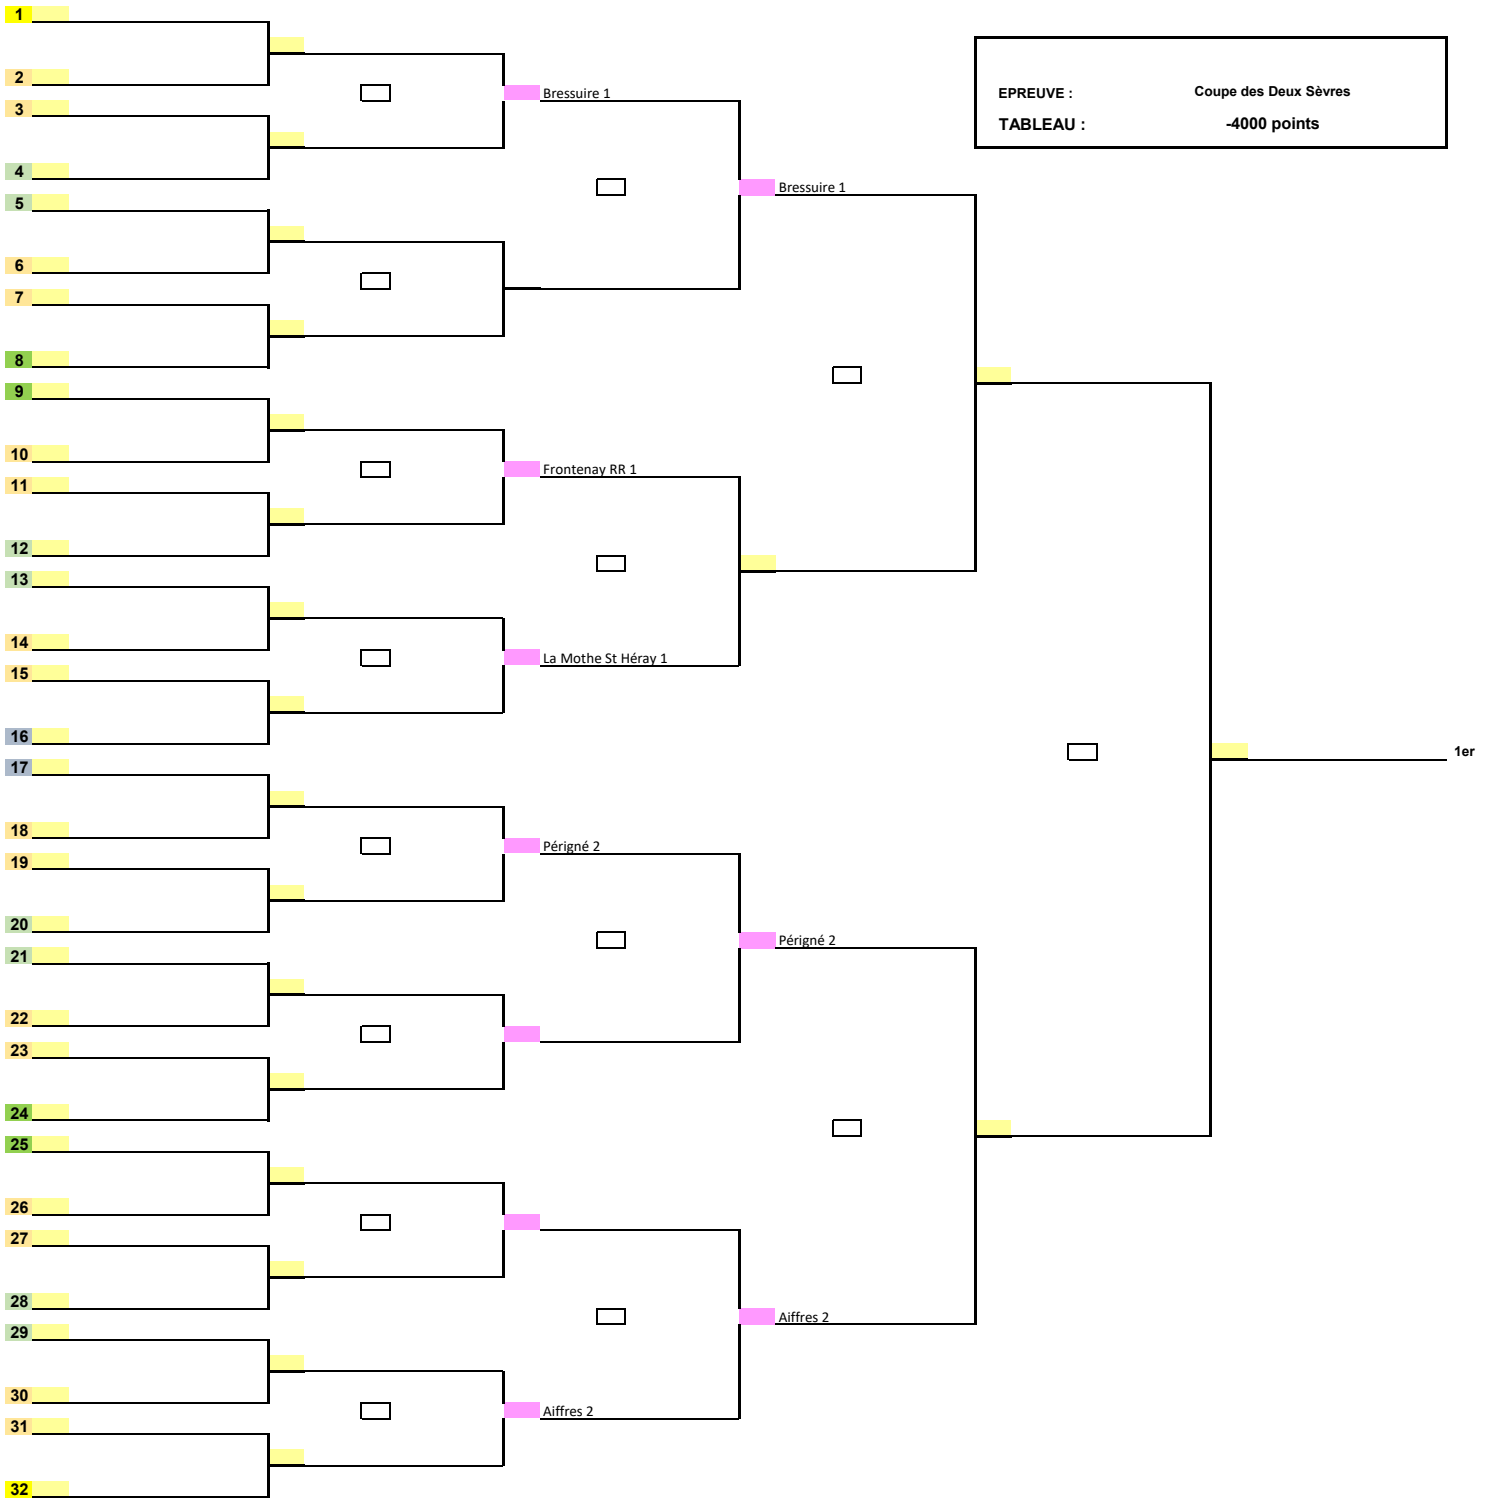 1
2
3
4
5
6
7
8
9
10
11
12
13
14
15
16
17
18
19
20
21
22
23
24
25
26
27
28
29
30
31
32
Bressuire 1
Frontenay RR 1
La Mothe St Héray 1
Périgné 2
Aiffres 2
Bressuire 1
Périgné 2
Aiffres 2
EPREUVE : Coupe des Deux Sèvres
TABLEAU : -4000 points
1er